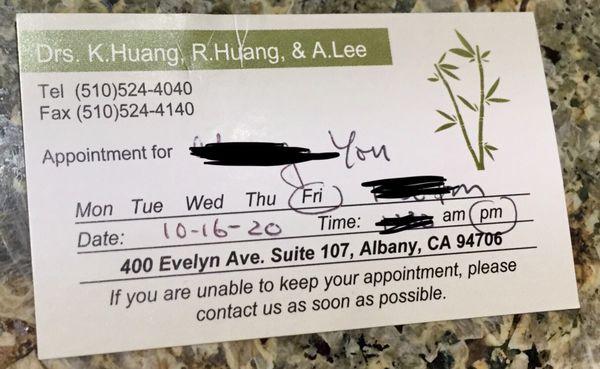 Drs. K.Huang, R.Huang, & A.Lee
Tel (510)524-4040
Fax (510)524-4140
Appointment for You
Mon Tue Wed Thu Fri
Date: 10-16-20 Time: am pm
400 Evelyn Ave. Suite 107, Albany, CA 94706
If you are unable to keep your appointment, please
contact us as soon as possible.